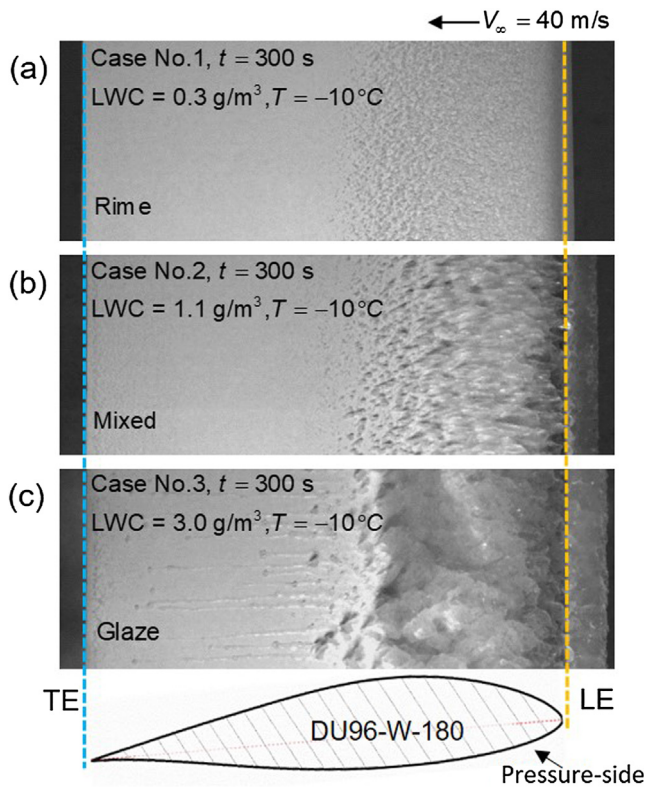 V∞ = 40 m/s
(a)
Case No.1, t = 300 s
LWC = 0.3 g/m³,T = −10°C
Rime
(b)
Case No.2, t = 300 s
LWC = 1.1 g/m³,T = −10°C
Mixed
(c)
Case No.3, t = 300 s
LWC = 3.0 g/m³,T = −10°C
Glaze
TE
LE
DU96-W-180
Pressure-side